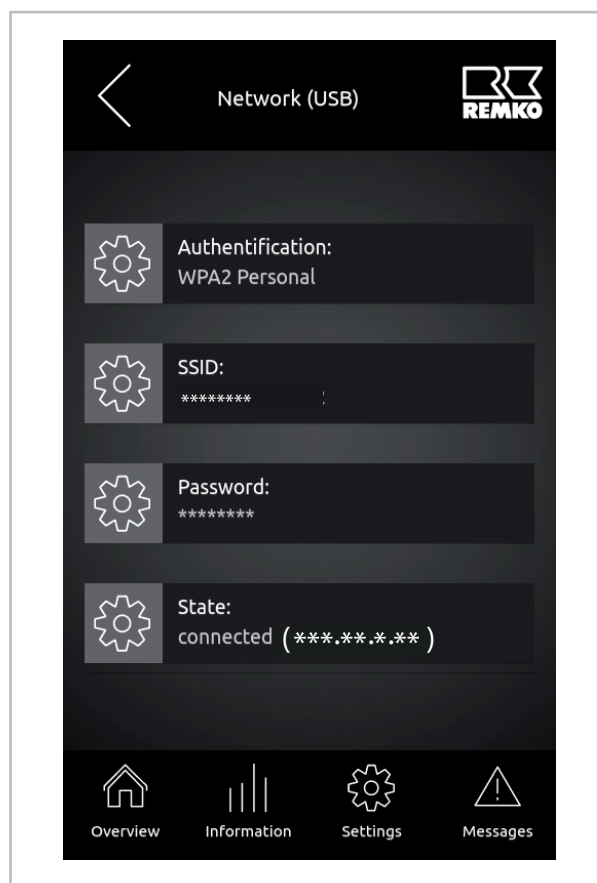 Network (USB)
REMKO
Authentification:
WPA2 Personal
SSID:
********
Password:
********
State:
connected (***.**.*.**)
Overview Information Settings Messages